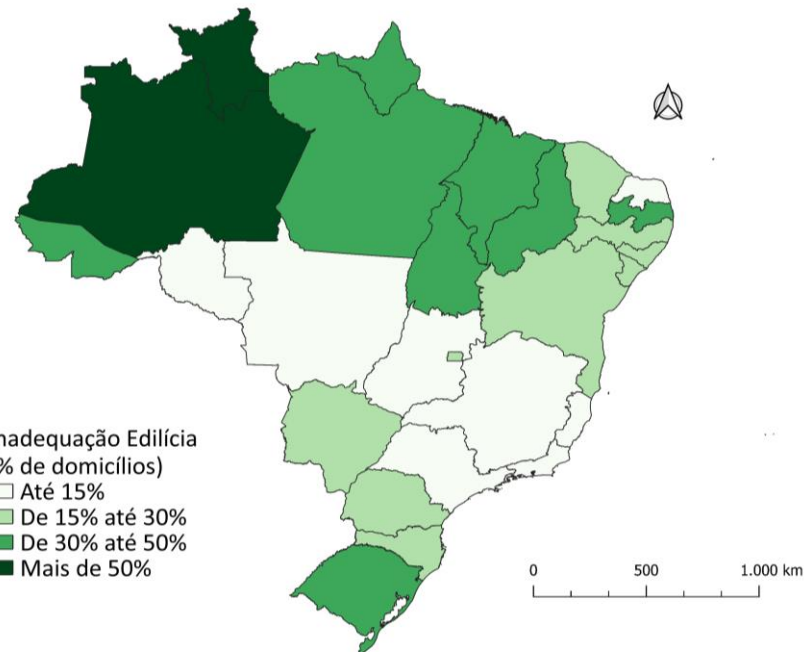 nadequação Edilícia
% de domicílios)
Até 15%
De 15% até 30%
De 30% até 50%
Mais de 50%
0 500 1.000 km